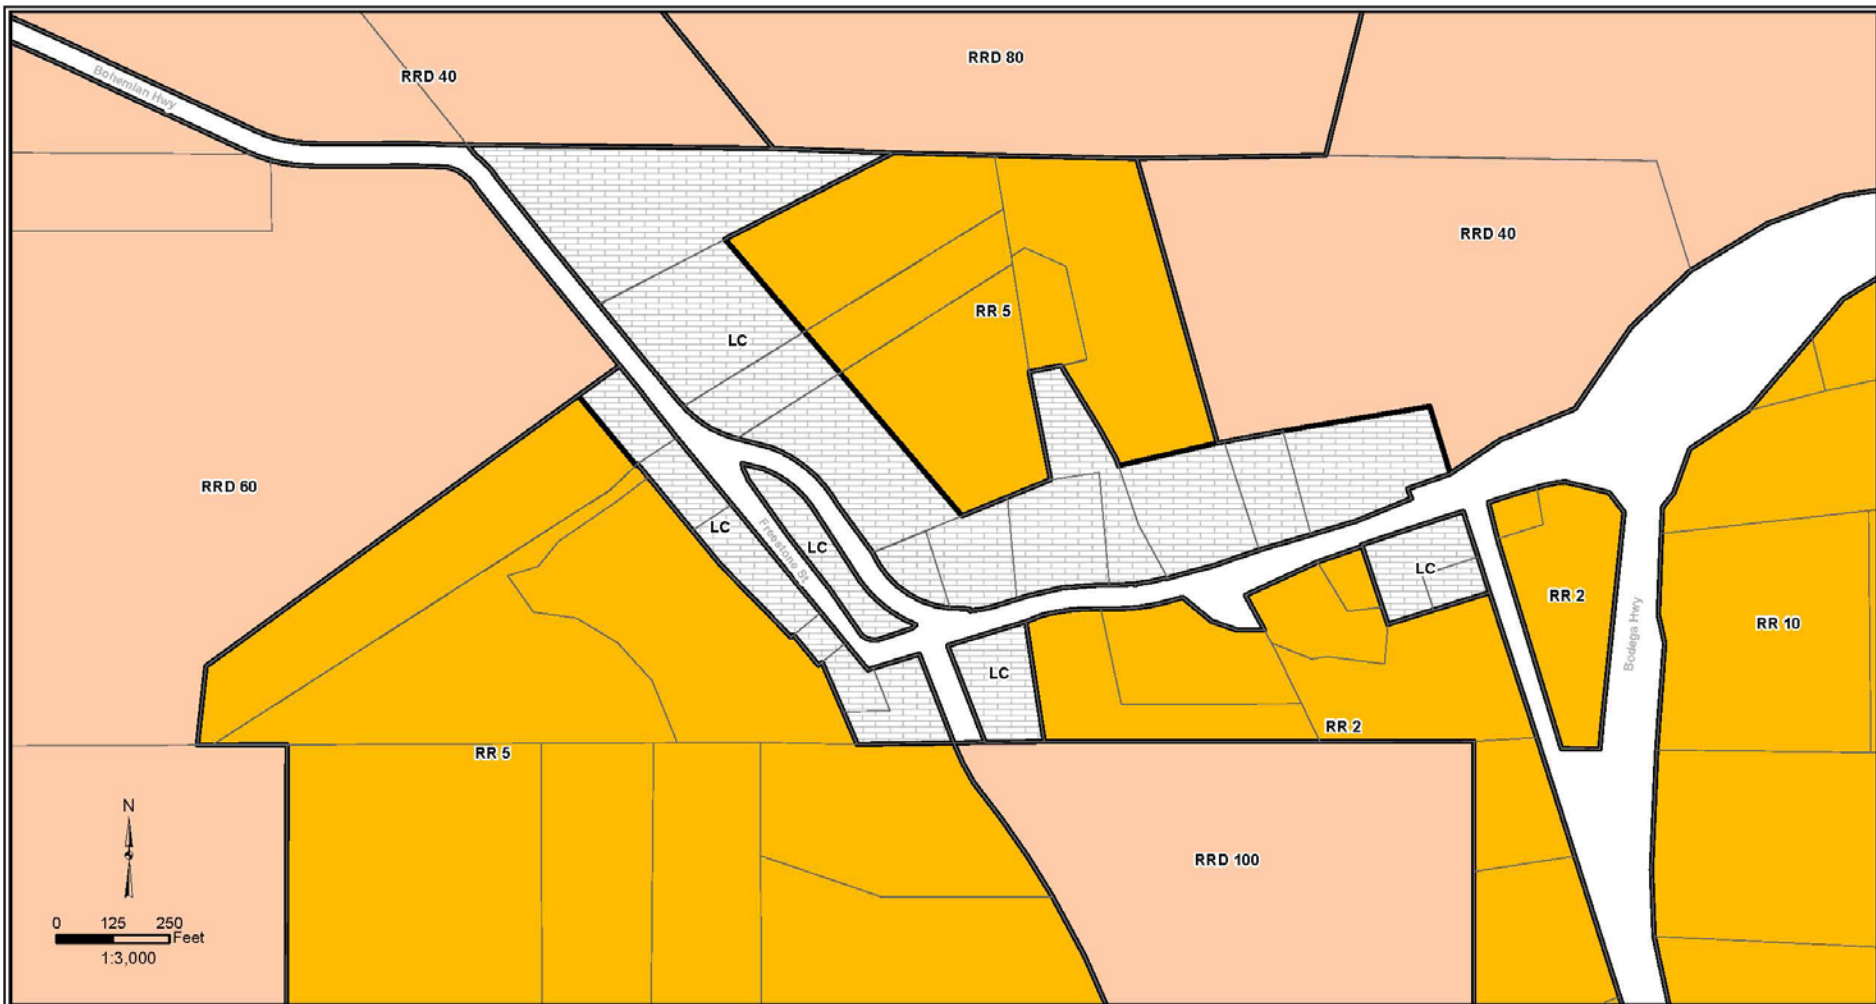 RRD 80
RRD 40
Bohemian Hwy
RRD 40
RR 5
LC
RRD 60
LC
LC
Freestone St
LC
RR 2
RR 10
Bodega Hwy
LC
RR 2
RR 5
N
RRD 100
0 125 250
Feet
1:3,000